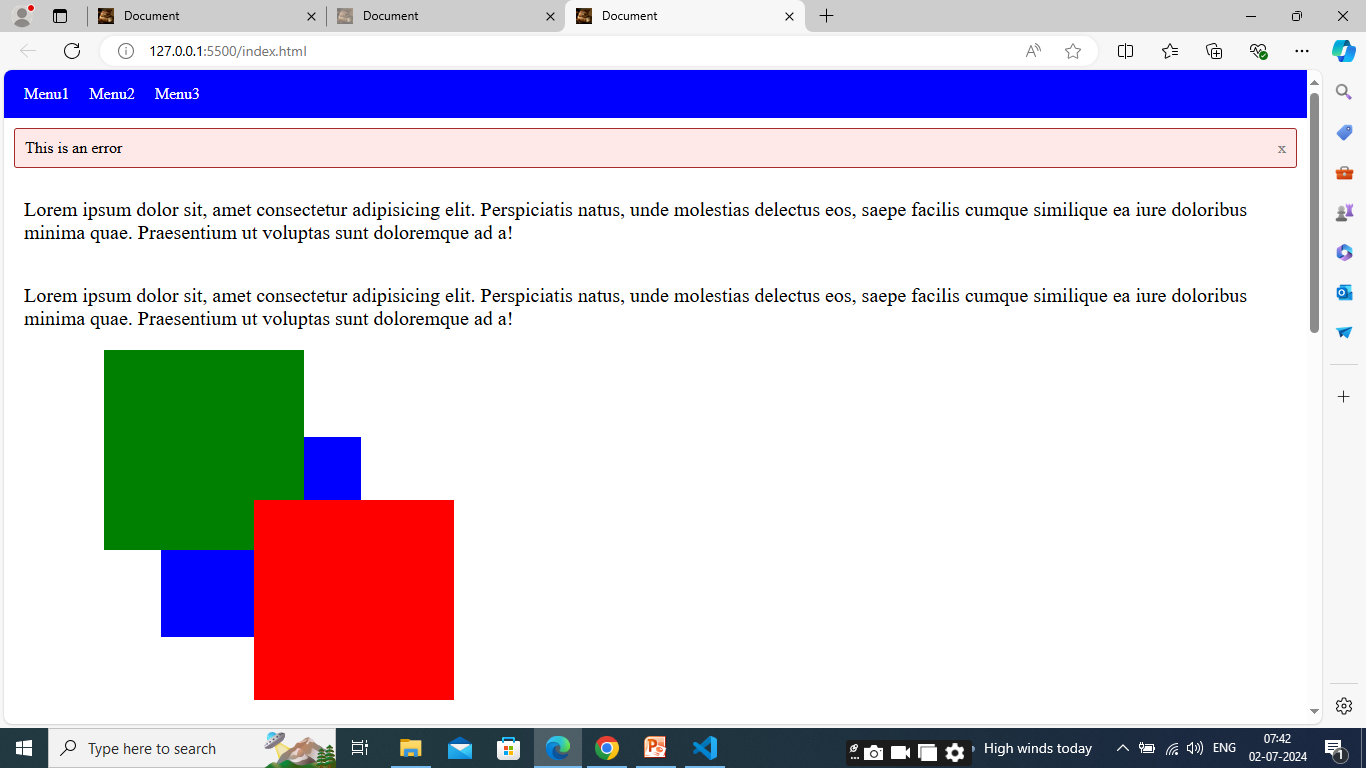 Document
Document
Document
127.0.0.1:5500/index.html
Menu1 Menu2 Menu3
This is an error x
Lorem ipsum dolor sit, amet consectetur adipisicing elit. Perspiciatis natus, unde molestias delectus eos, saepe facilis cumque similique ea iure doloribus
minima quae. Praesentium ut voluptas sunt doloremque ad a!
Lorem ipsum dolor sit, amet consectetur adipisicing elit. Perspiciatis natus, unde molestias delectus eos, saepe facilis cumque similique ea iure doloribus
minima quae. Praesentium ut voluptas sunt doloremque ad a!
Type here to search
High winds today
ENG
07:42
02-07-2024
1